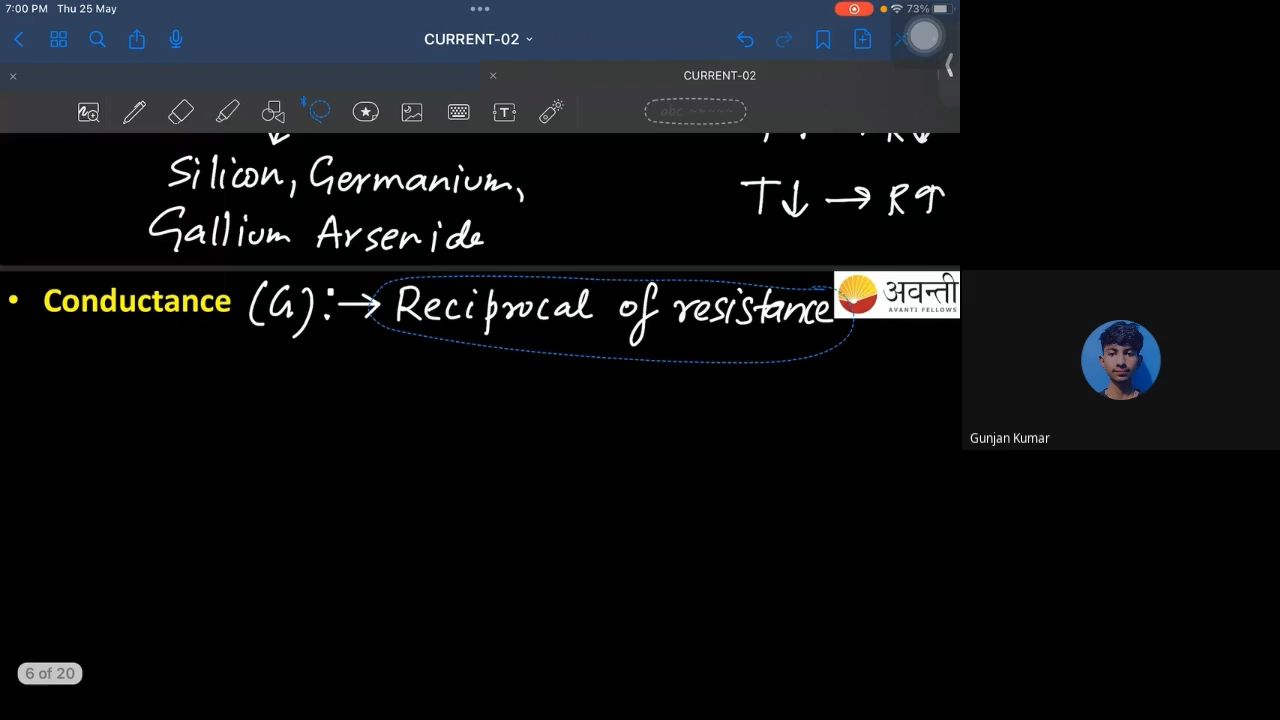 7:00 PM Thu 25 May
73%
CURRENT-02
CURRENT-02
Silicon, Germanium,
Gallium Arsenide
T↓ → R↑
• Conductance (G):→ Reciprocal of resistance
अवन्ती
AVANTI FELLOWS
Gunjan Kumar
6 of 20